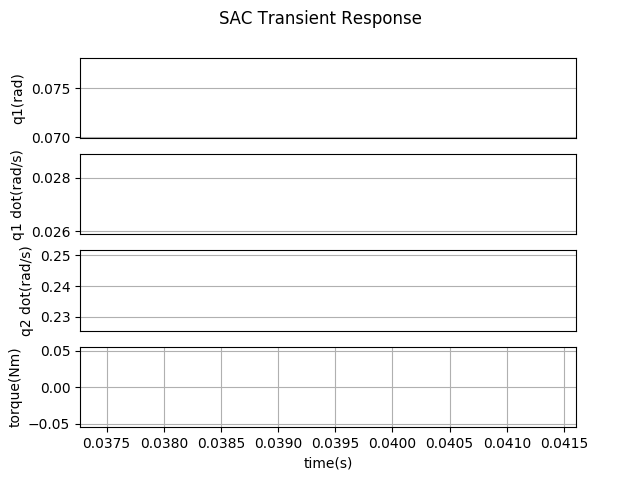 SAC Transient Response
q1(rad)
0.075
0.070
q1 dot(rad/s)
0.028
0.026
q2 dot(rad/s)
0.25
0.24
0.23
torque(Nm)
0.05
0.00
−0.05
0.0375 0.0380 0.0385 0.0390 0.0395 0.0400 0.0405 0.0410 0.0415
time(s)